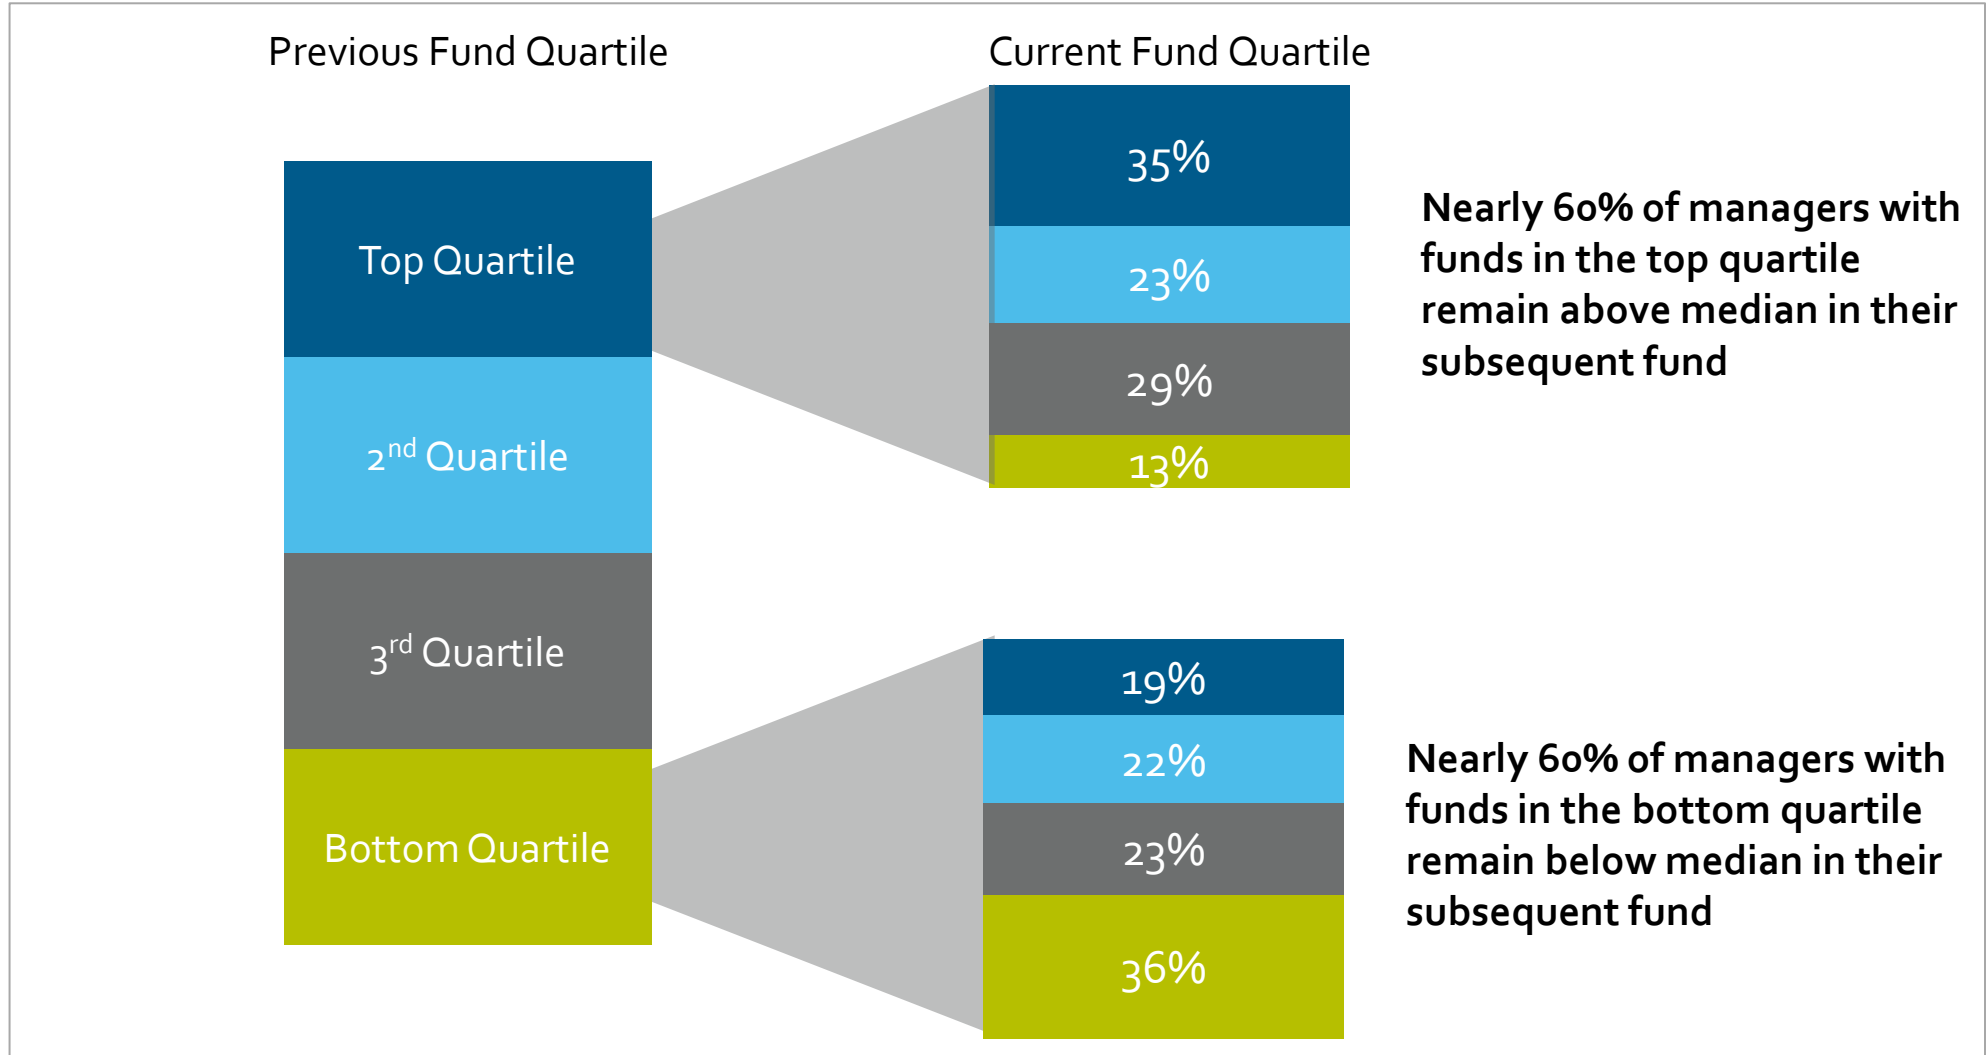 Previous Fund Quartile
Current Fund Quartile
Top Quartile
2nd Quartile
3rd Quartile
Bottom Quartile
35%
23%
29%
13%
Nearly 60% of managers with
funds in the top quartile
remain above median in their
subsequent fund
19%
22%
23%
36%
Nearly 60% of managers with
funds in the bottom quartile
remain below median in their
subsequent fund